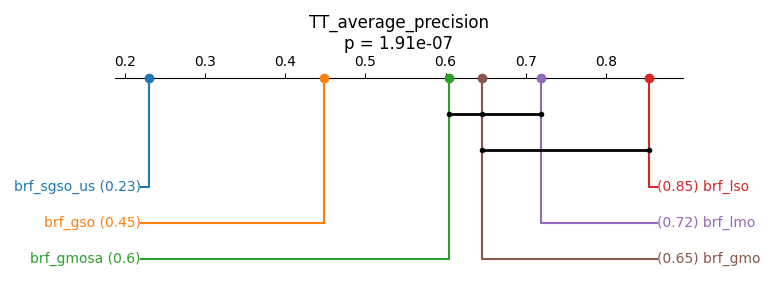 TT_average_precision
p = 1.91e-07
0.2 0.3 0.4 0.5 0.6 0.7 0.8
brf_sgso_us (0.23) (0.85) brf_lso
brf_gso (0.45) (0.72) brf_lmo
brf_gmosa (0.6) (0.65) brf_gmo